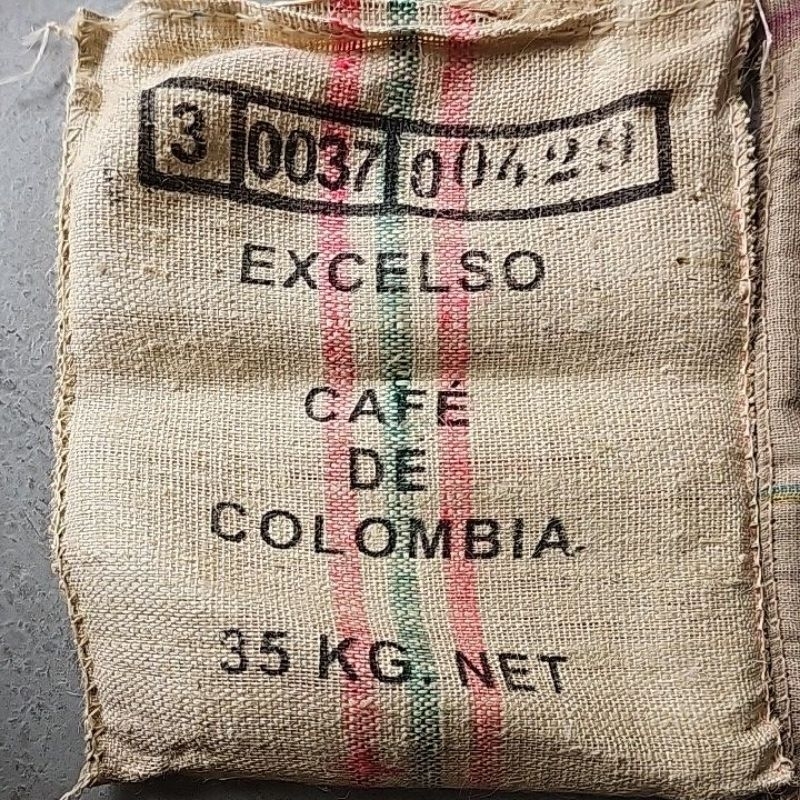 3 0037 00429
EXCELSO
CAFÉ
DE
COLOMBIA
35 KG. NET